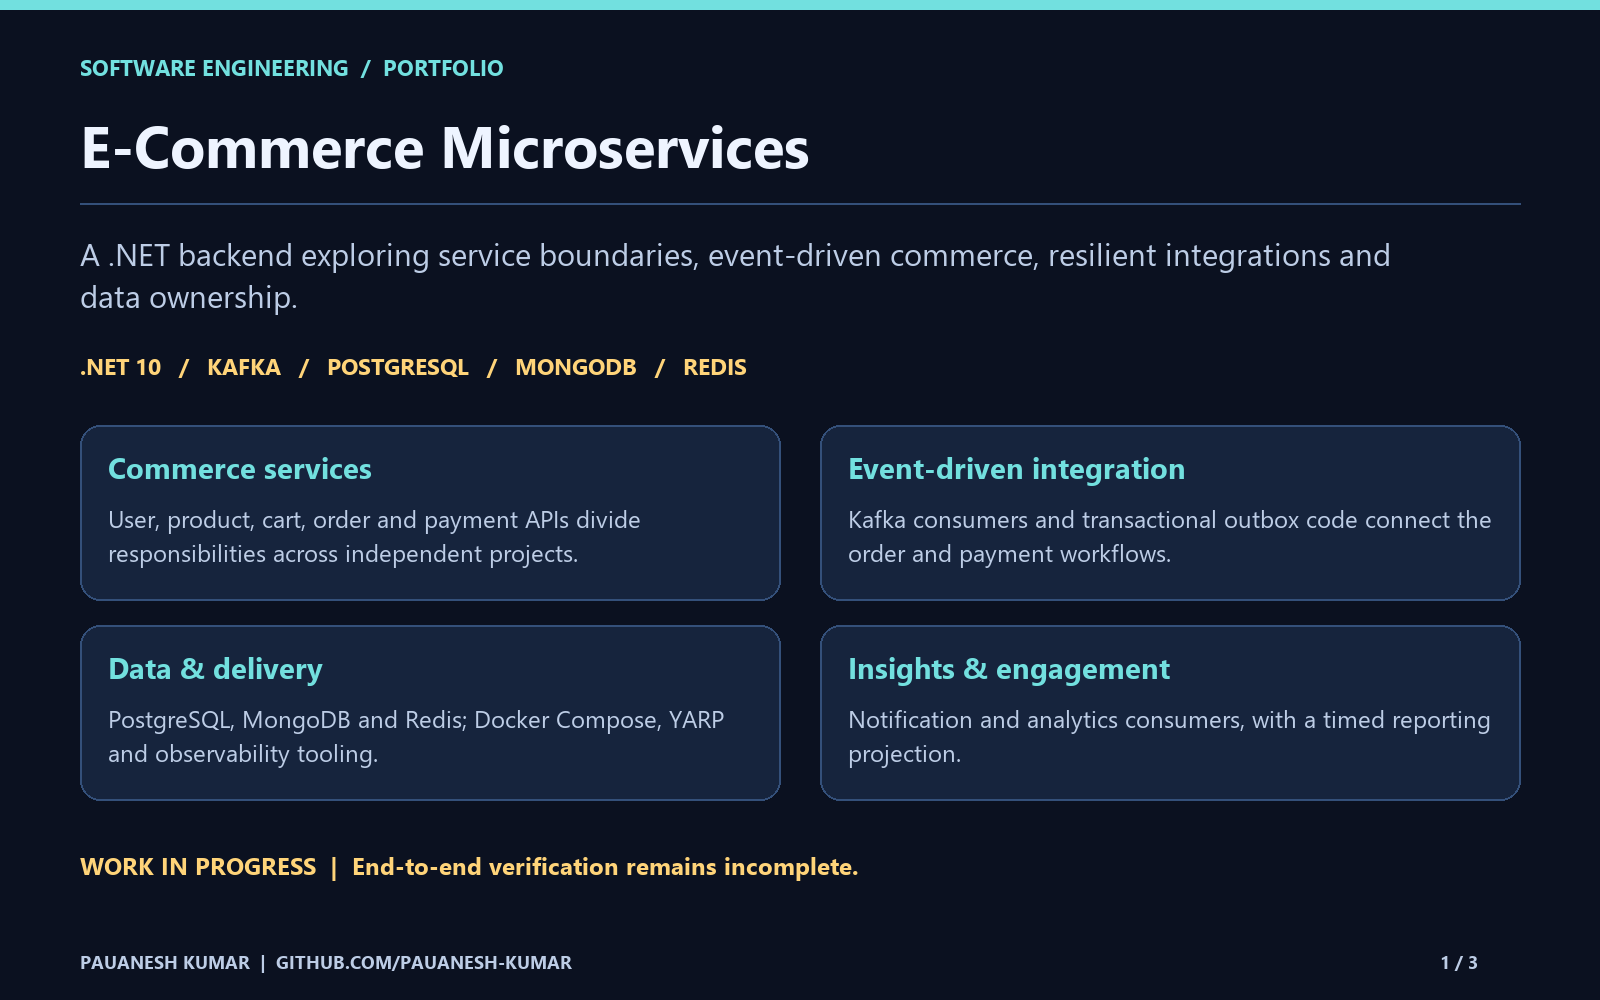 SOFTWARE ENGINEERING / PORTFOLIO
E-Commerce Microservices
A .NET backend exploring service boundaries, event-driven commerce, resilient integrations and
data ownership.
.NET 10 / KAFKA / POSTGRESQL / MONGODB / REDIS
Commerce services
User, product, cart, order and payment APIs divide
responsibilities across independent projects.
Event-driven integration
Kafka consumers and transactional outbox code connect the
order and payment workflows.
Data & delivery
PostgreSQL, MongoDB and Redis; Docker Compose, YARP
and observability tooling.
Insights & engagement
Notification and analytics consumers, with a timed reporting
projection.
WORK IN PROGRESS | End-to-end verification remains incomplete.
PAUANESH KUMAR | GITHUB.COM/PAUANESH-KUMAR
1 / 3